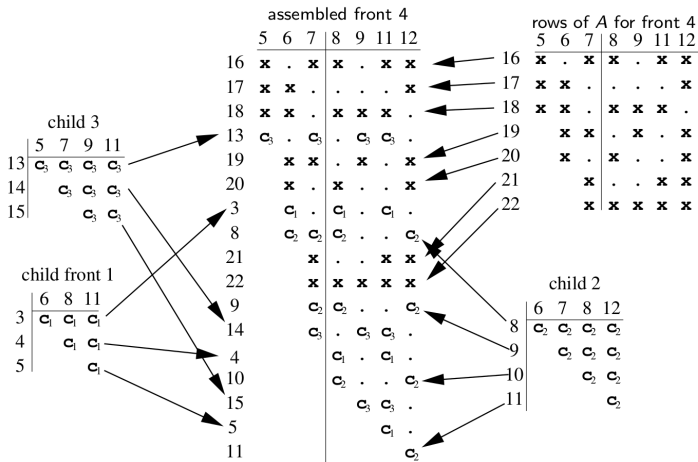 assembled front 4
5 6 7 8 9 11 12
16 x . x x . x x
17 x x . . . . x
18 x x . x x x .
13 c₃ . c₃ . c₃ c₃ .
19 x x . x . x
20 x . x . . x
3 c₁ . c₁ . c₁ .
8 c₂ c₂ c₂ . . c₂
21 x . . x x
22 x x x x x
9 c₂ c₂ . . c₂
14 c₃ . c₃ c₃ .
4 c₁ . c₁ .
10 c₂ . . c₂
15 c₃ c₃ .
5 c₁ .
11 c₂
rows of A for front 4
5 6 7 8 9 11 12
16 x . x x . x x
17 x x . . . . x
18 x x . x x x .
19 x x . x . x
20 x . x . . x
21 x . . x x
22 x x x x x
child 3
5 7 9 11
13 c₃ c₃ c₃ c₃
14 c₃ c₃ c₃
15 c₃ c₃
child front 1
6 8 11
3 c₁ c₁ c₁
4 c₁ c₁
5 c₁
child 2
6 7 8 12
8 c₂ c₂ c₂ c₂
9 c₂ c₂ c₂
10 c₂ c₂
11 c₂